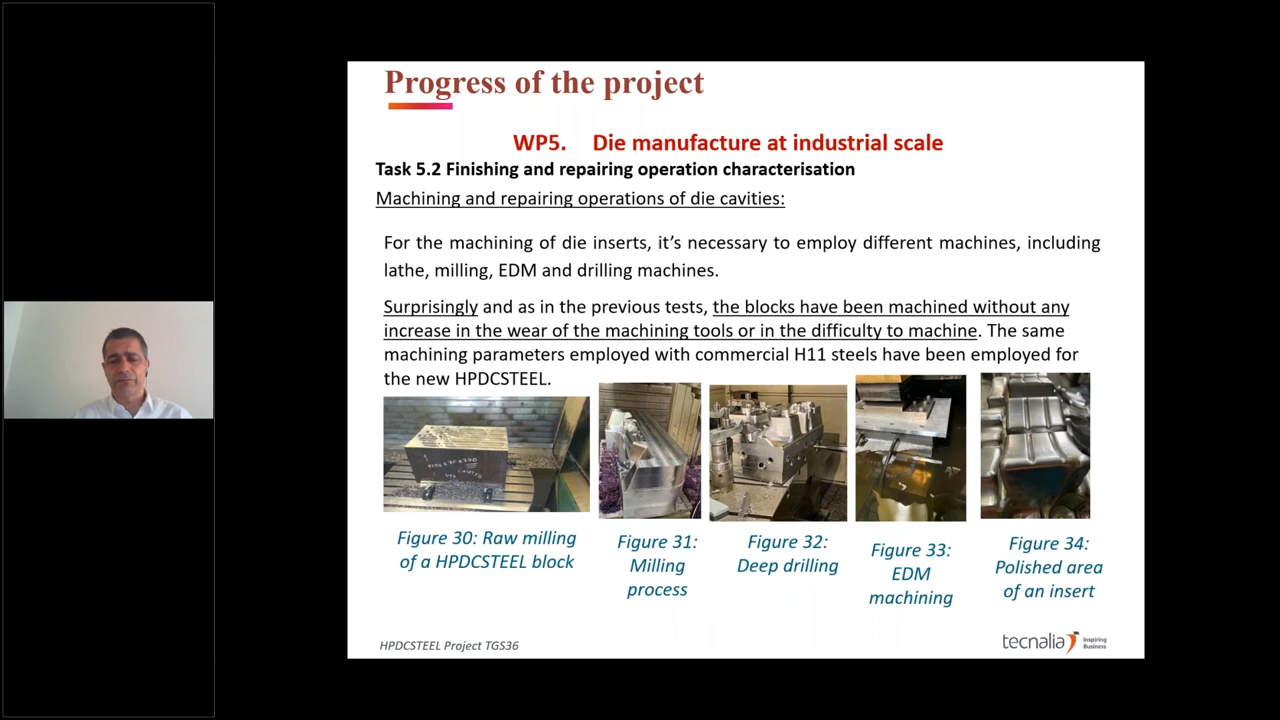 Progress of the project
WP5. Die manufacture at industrial scale
Task 5.2 Finishing and repairing operation characterisation
Machining and repairing operations of die cavities:
For the machining of die inserts, it’s necessary to employ different machines, including
lathe, milling, EDM and drilling machines.
Surprisingly and as in the previous tests, the blocks have been machined without any
increase in the wear of the machining tools or in the difficulty to machine. The same
machining parameters employed with commercial H11 steels have been employed for
the new HPDCSTEEL.
Figure 30: Raw milling
of a HPDCSTEEL block
Figure 31:
Milling
process
Figure 32:
Deep drilling
Figure 33:
EDM
machining
Figure 34:
Polished area
of an insert
HPDCSTEEL Project TGS36
tecnalia
Inspiring
Business